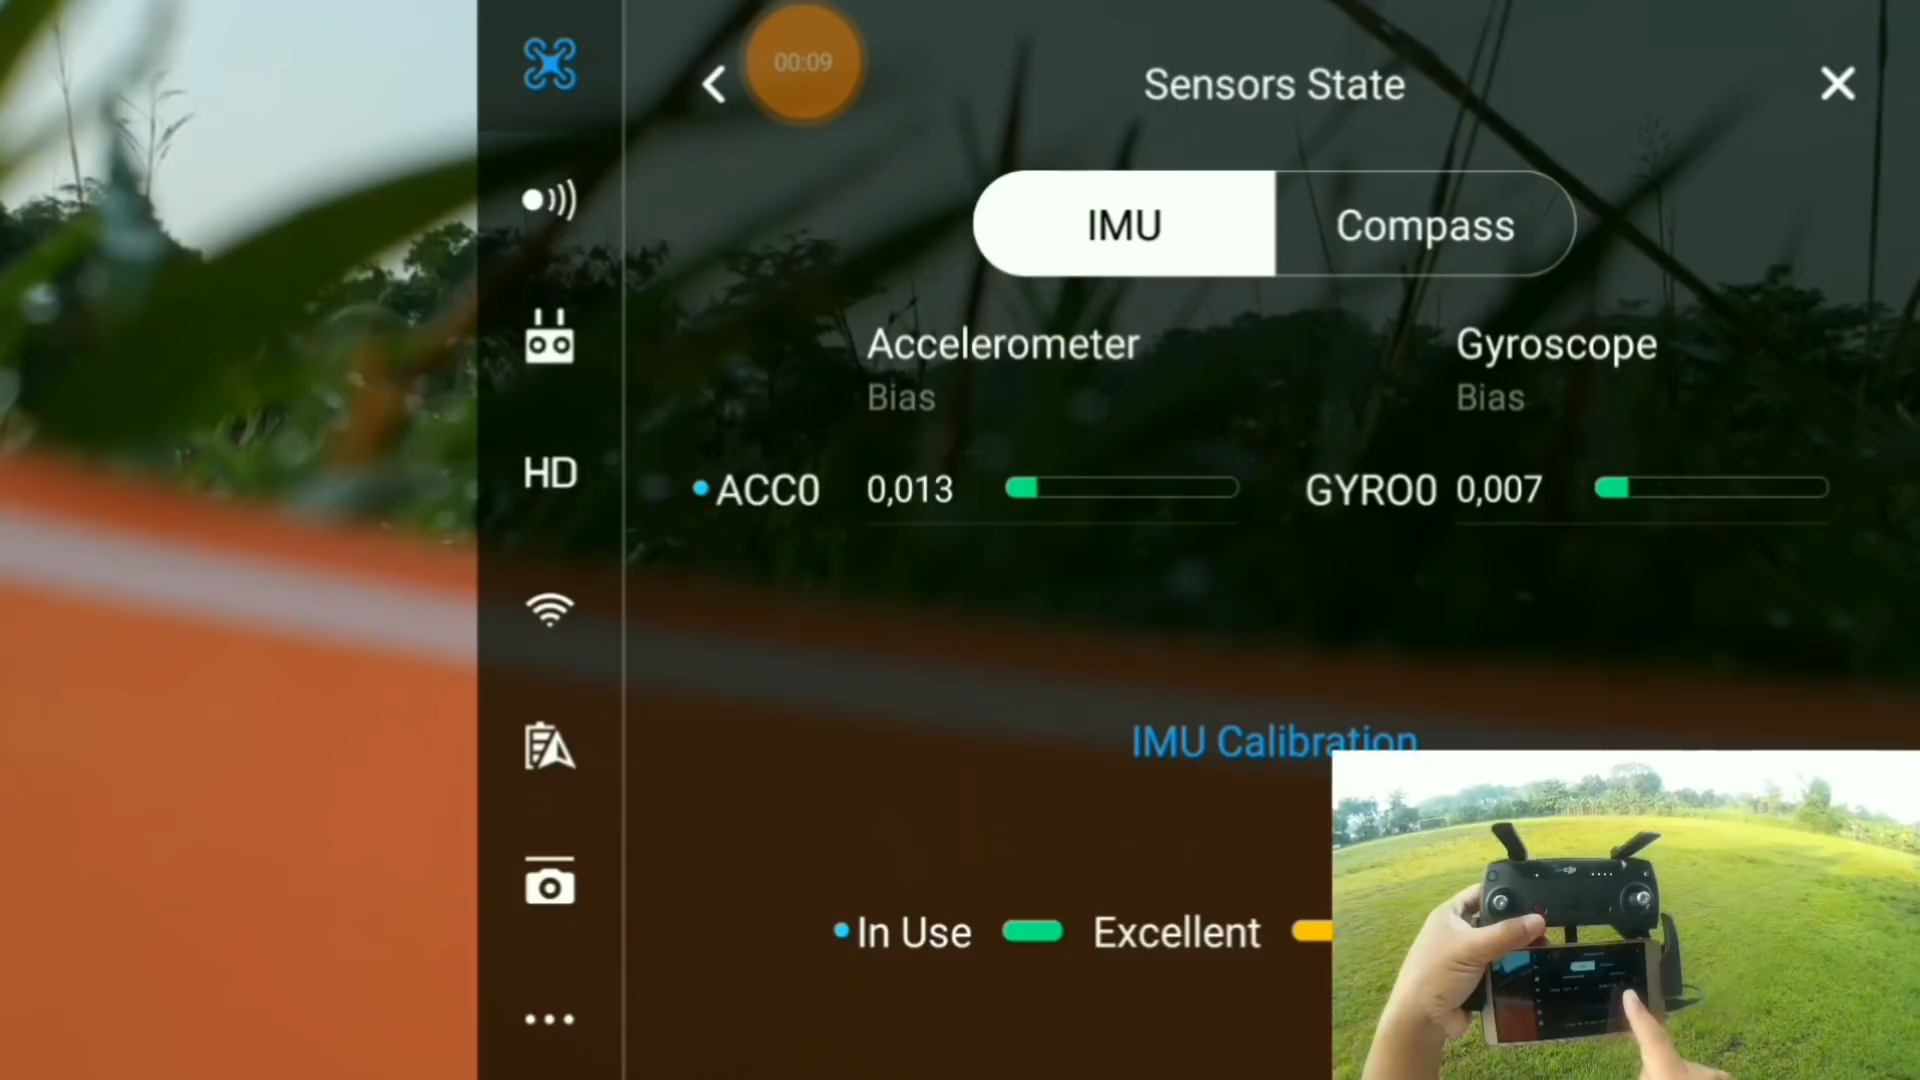 00:09
Sensors State
IMU
Compass
Accelerometer
Bias
Gyroscope
Bias
HD
ACC0
0,013
GYRO0
0,007
IMU Calibration
In Use
Excellent